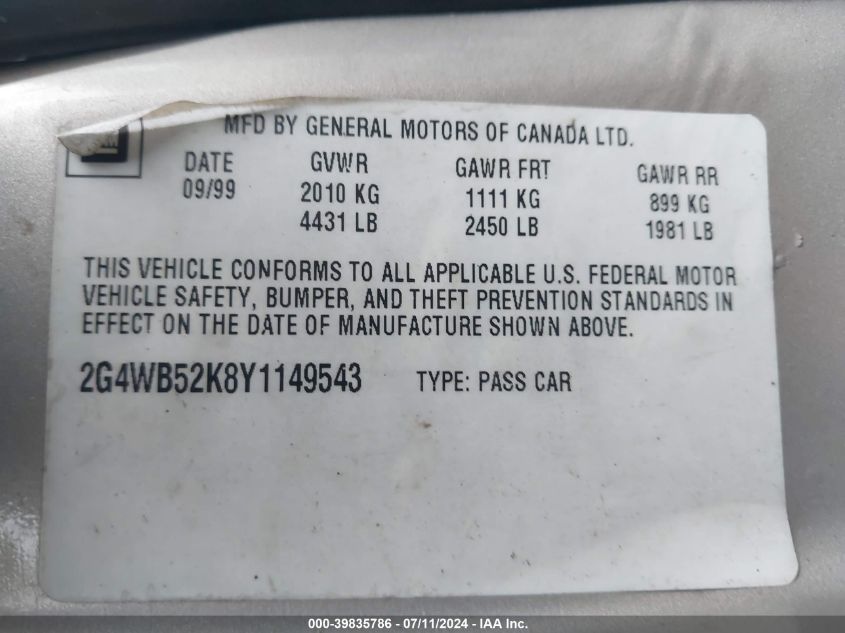 MFD BY GENERAL MOTORS OF CANADA LTD.
DATE GVWR GAWR FRT GAWR RR
09/99 2010 KG 1111 KG 899 KG
4431 LB 2450 LB 1981 LB
THIS VEHICLE CONFORMS TO ALL APPLICABLE U.S. FEDERAL MOTOR
VEHICLE SAFETY, BUMPER, AND THEFT PREVENTION STANDARDS IN
EFFECT ON THE DATE OF MANUFACTURE SHOWN ABOVE.
2G4WB52K8Y1149543 TYPE: PASS CAR
000-39835786 - 07/11/2024 - IAA Inc.